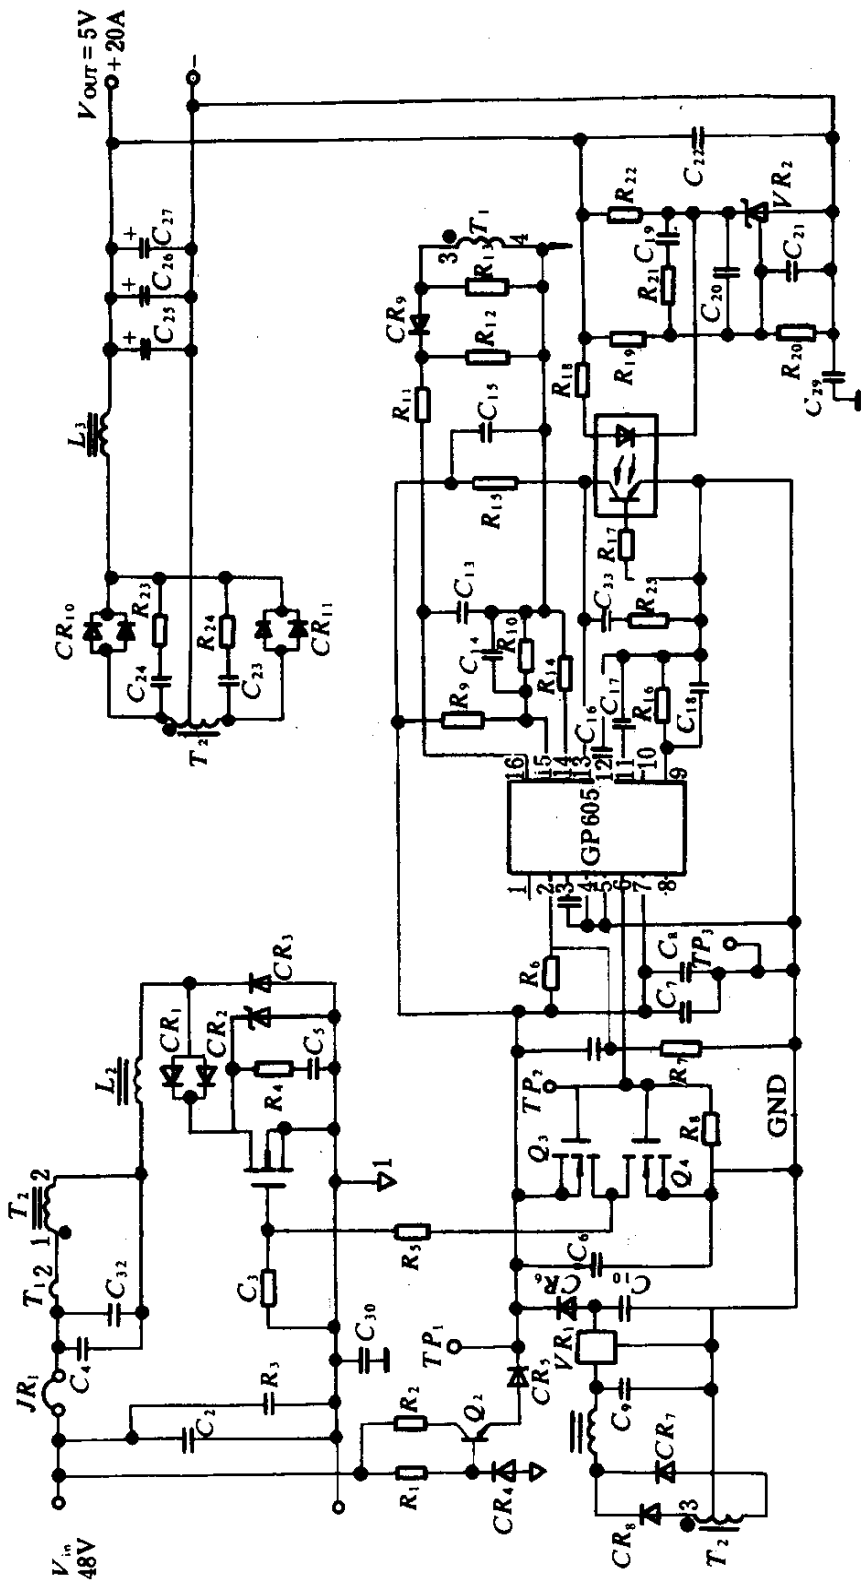 V_in
48V
JR₁
T₁
2
1
T₂
2
C₄
C₃₂
L₂
CR₁
CR₂
CR₃
R₄
C₅
C₂
R₃
C₃
C₃₀
1
R₁
R₂
Q₂
CR₄
TP₁
R₅
CR₅
CR₆
VR₁
C₁₀
C₉
CR₇
CR₈
3
T₂
C₆
Q₃
Q₄
TP₂
R₈
R₇
GND
R₆
C₇
C₈
TP₃
1
2
3
4
5
6
7
8
GP605
16
15
14
13
12
11
10
9
R₉
C₁₄
R₁₀
C₁₃
R₁₄
C₁₆
C₁₇
R₁₆
C₁₈
C₃₃
R₂₅
R₁₇
R₁₅
C₁₅
R₁₁
R₁₂
R₁₃
CR₉
3
T₁
4
R₁₈
R₁₉
R₂₁
C₁₉
R₂₂
C₂₀
R₂₀
C₂₁
VR₂
C₂₂
C₂₉
T₂
C₂₄
R₂₃
C₂₃
R₂₄
CR₁₀
CR₁₁
L₃
+
C₂₅
+
C₂₆
+
C₂₇
V_OUT = 5V
+ 20A
−